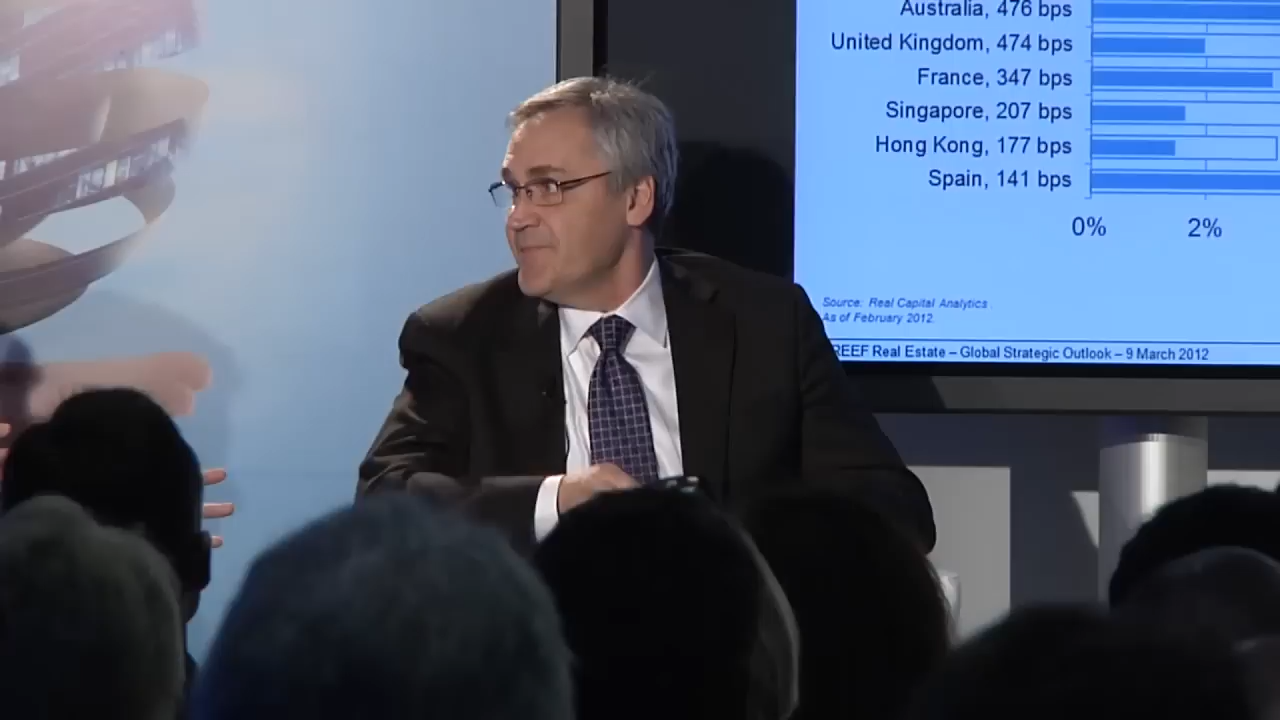 Australia, 476 bps
United Kingdom, 474 bps
France, 347 bps
Singapore, 207 bps
Hong Kong, 177 bps
Spain, 141 bps
0% 2%
Source: Real Capital Analytics.
As of February 2012.
REEF Real Estate – Global Strategic Outlook – 9 March 2012